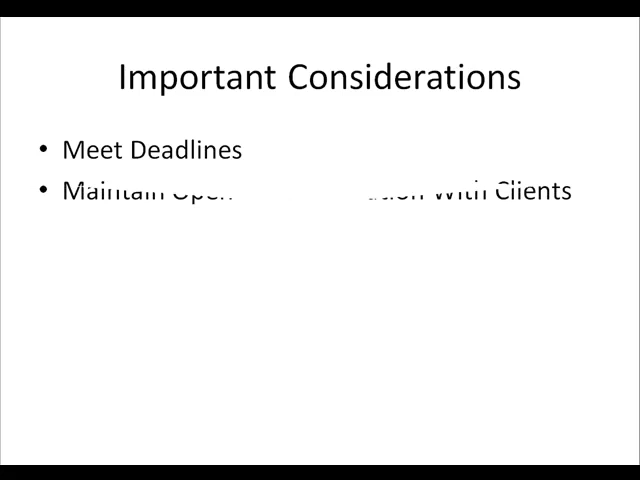 Important Considerations
• Meet Deadlines
• Maintain Open With Clients